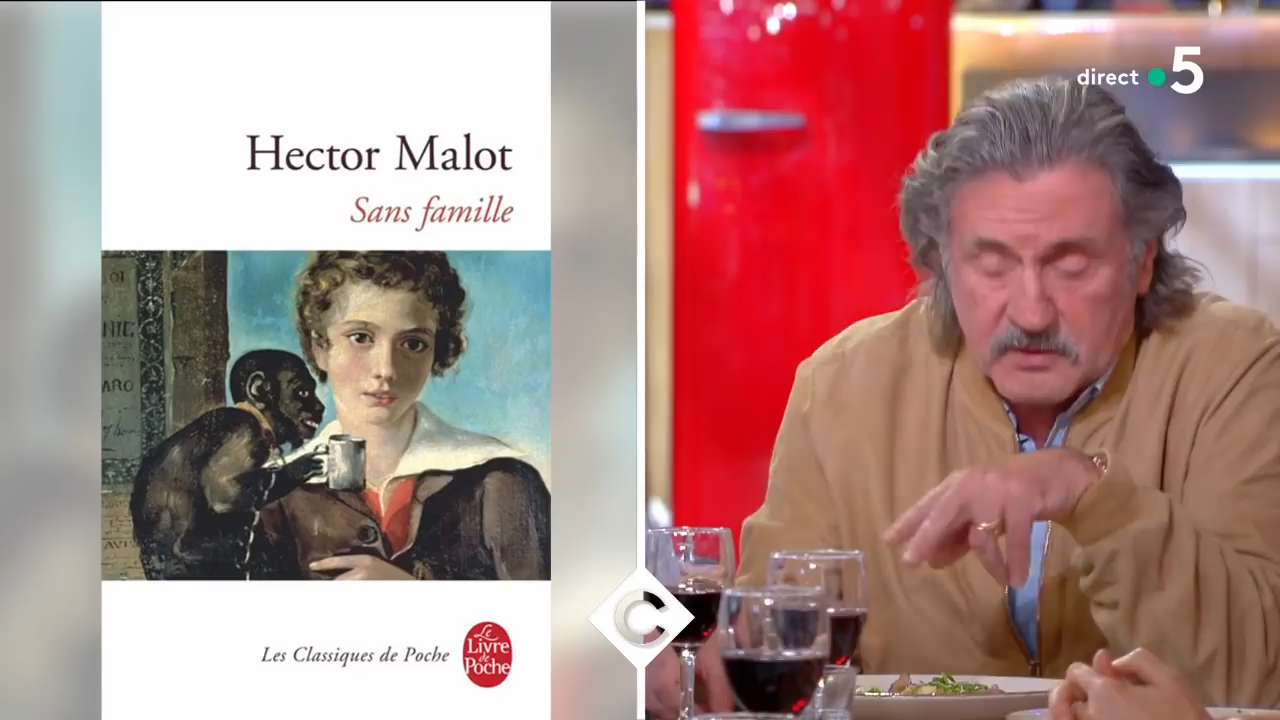 Hector Malot
Sans famille
Les Classiques de Poche
Le
Livre
de
Poche
C
direct 5